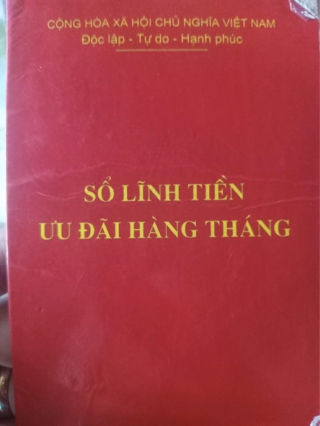 CỘNG HÒA XÃ HỘI CHỦ NGHĨA VIỆT NAM
Độc lập - Tự do - Hạnh phúc
SỔ LĨNH TIỀN
ƯU ĐÃI HÀNG THÁNG